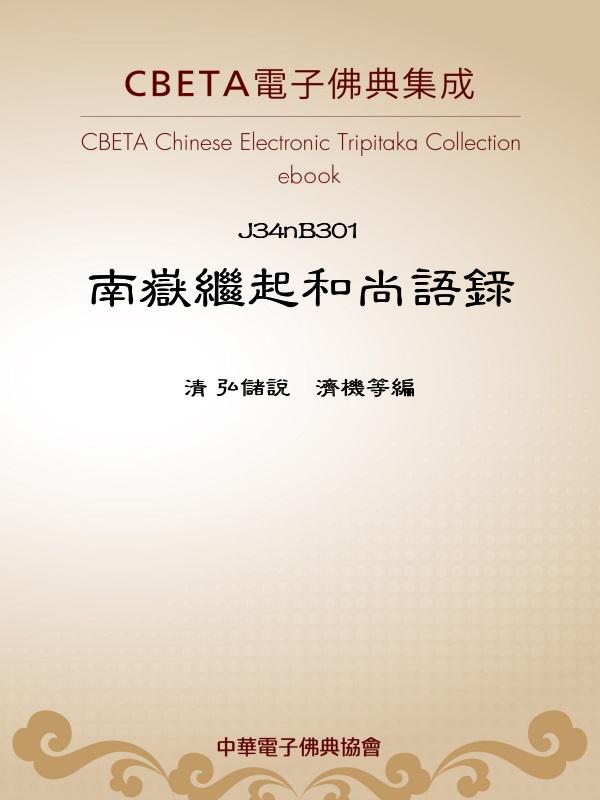 CBETA電子佛典集成
CBETA Chinese Electronic Tripitaka Collection
ebook
J34nB301
南嶽繼起和尚語錄
清 弘儲說　濟機等編
中華電子佛典協會